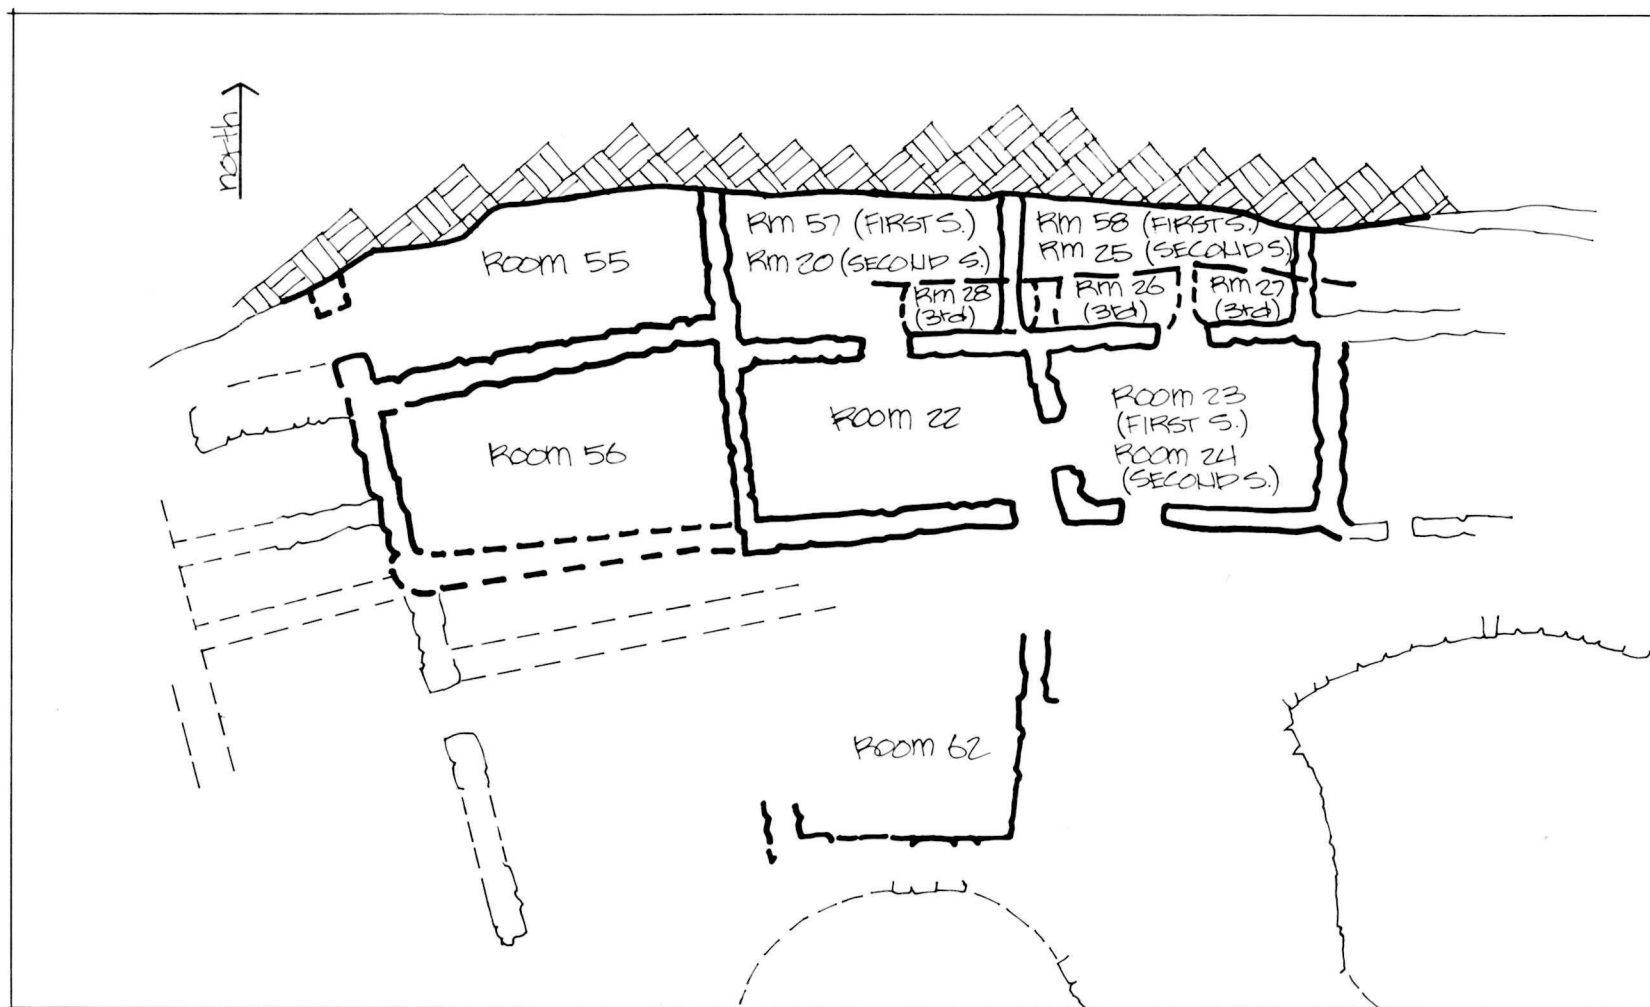 north
Rm 57 (FIRST S.)
Rm 20 (SECOND S.)
Rm 58 (FIRST S.)
Rm 25 (SECOND S.)
ROOM 55
Rm 28
(3rd)
Rm 26
(3rd)
Rm 27
(3rd)
ROOM 56
ROOM 22
ROOM 23
(FIRST S.)
ROOM 24
(SECOND S.)
ROOM 62